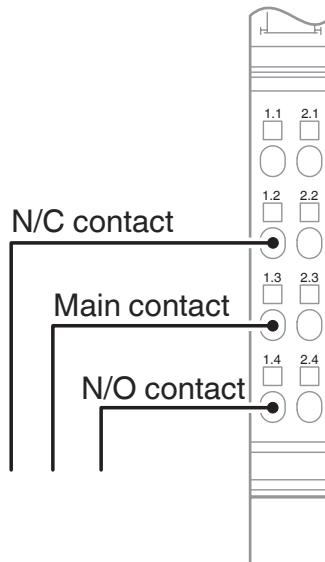 1.1 2.1
1.2 2.2
N/C contact
1.3 2.3
Main contact
1.4 2.4
N/O contact